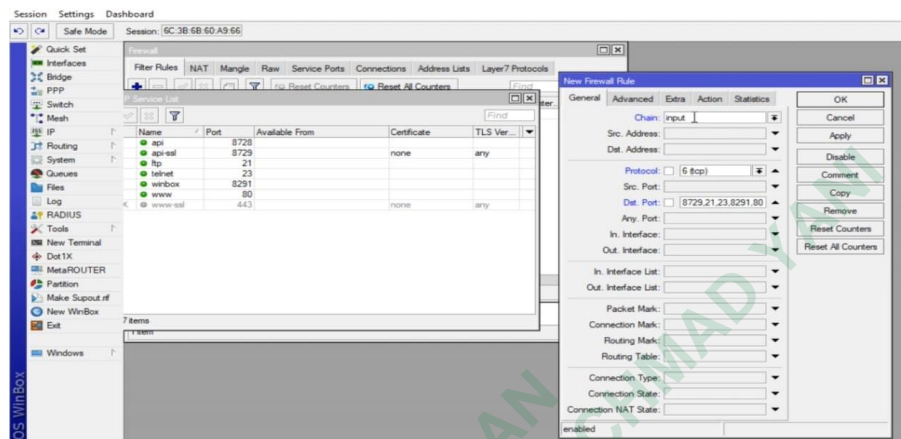 Session Settings Dashboard
Safe Mode Session: 6C:3B:6B:60:A9:66
Quick Set
Interfaces
Bridge
PPP
Switch
Mesh
IP
Routing
System
Queues
Files
Log
RADIUS
Tools
New Terminal
Dot1X
MetaROUTER
Partition
Make Supout.rif
New WinBox
Exit
Windows
OS WinBox
Firewall
Filter Rules NAT Mangle Raw Service Ports Connections Address Lists Layer7 Protocols
Reset Counters Reset All Counters Find
P Service List
Find
Name Port Available From Certificate TLS Ver...
api 8728
api-ssl 8729 none any
ftp 21
telnet 23
winbox 8291
www 80
X www-ssl 443 none any
7 items
1 item
New Firewall Rule
General Advanced Extra Action Statistics
Chain: input
Src. Address:
Dst. Address:
Protocol: 6 (tcp)
Src. Port:
Dst. Port: 8729,21,23,8291,80
Any. Port:
In. Interface:
Out. Interface:
In. Interface List:
Out. Interface List:
Packet Mark:
Connection Mark:
Routing Mark:
Routing Table:
Connection Type:
Connection State:
Connection NAT State:
enabled
OK
Cancel
Apply
Disable
Comment
Copy
Remove
Reset Counters
Reset All Counters